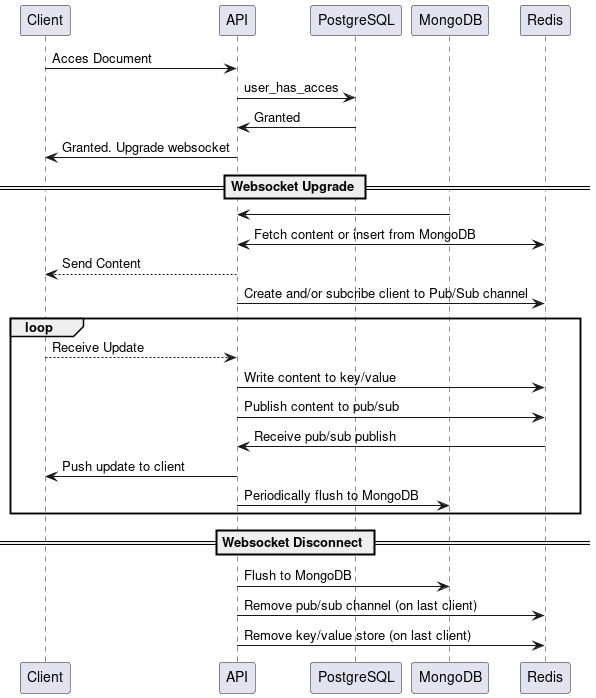 Client
API
PostgreSQL
MongoDB
Redis
Acces Document
user_has_acces
Granted
Granted. Upgrade websocket
Websocket Upgrade
Fetch content or insert from MongoDB
Send Content
Create and/or subcribe client to Pub/Sub channel
loop
Receive Update
Write content to key/value
Publish content to pub/sub
Receive pub/sub publish
Push update to client
Periodically flush to MongoDB
Websocket Disconnect
Flush to MongoDB
Remove pub/sub channel (on last client)
Remove key/value store (on last client)
Client
API
PostgreSQL
MongoDB
Redis